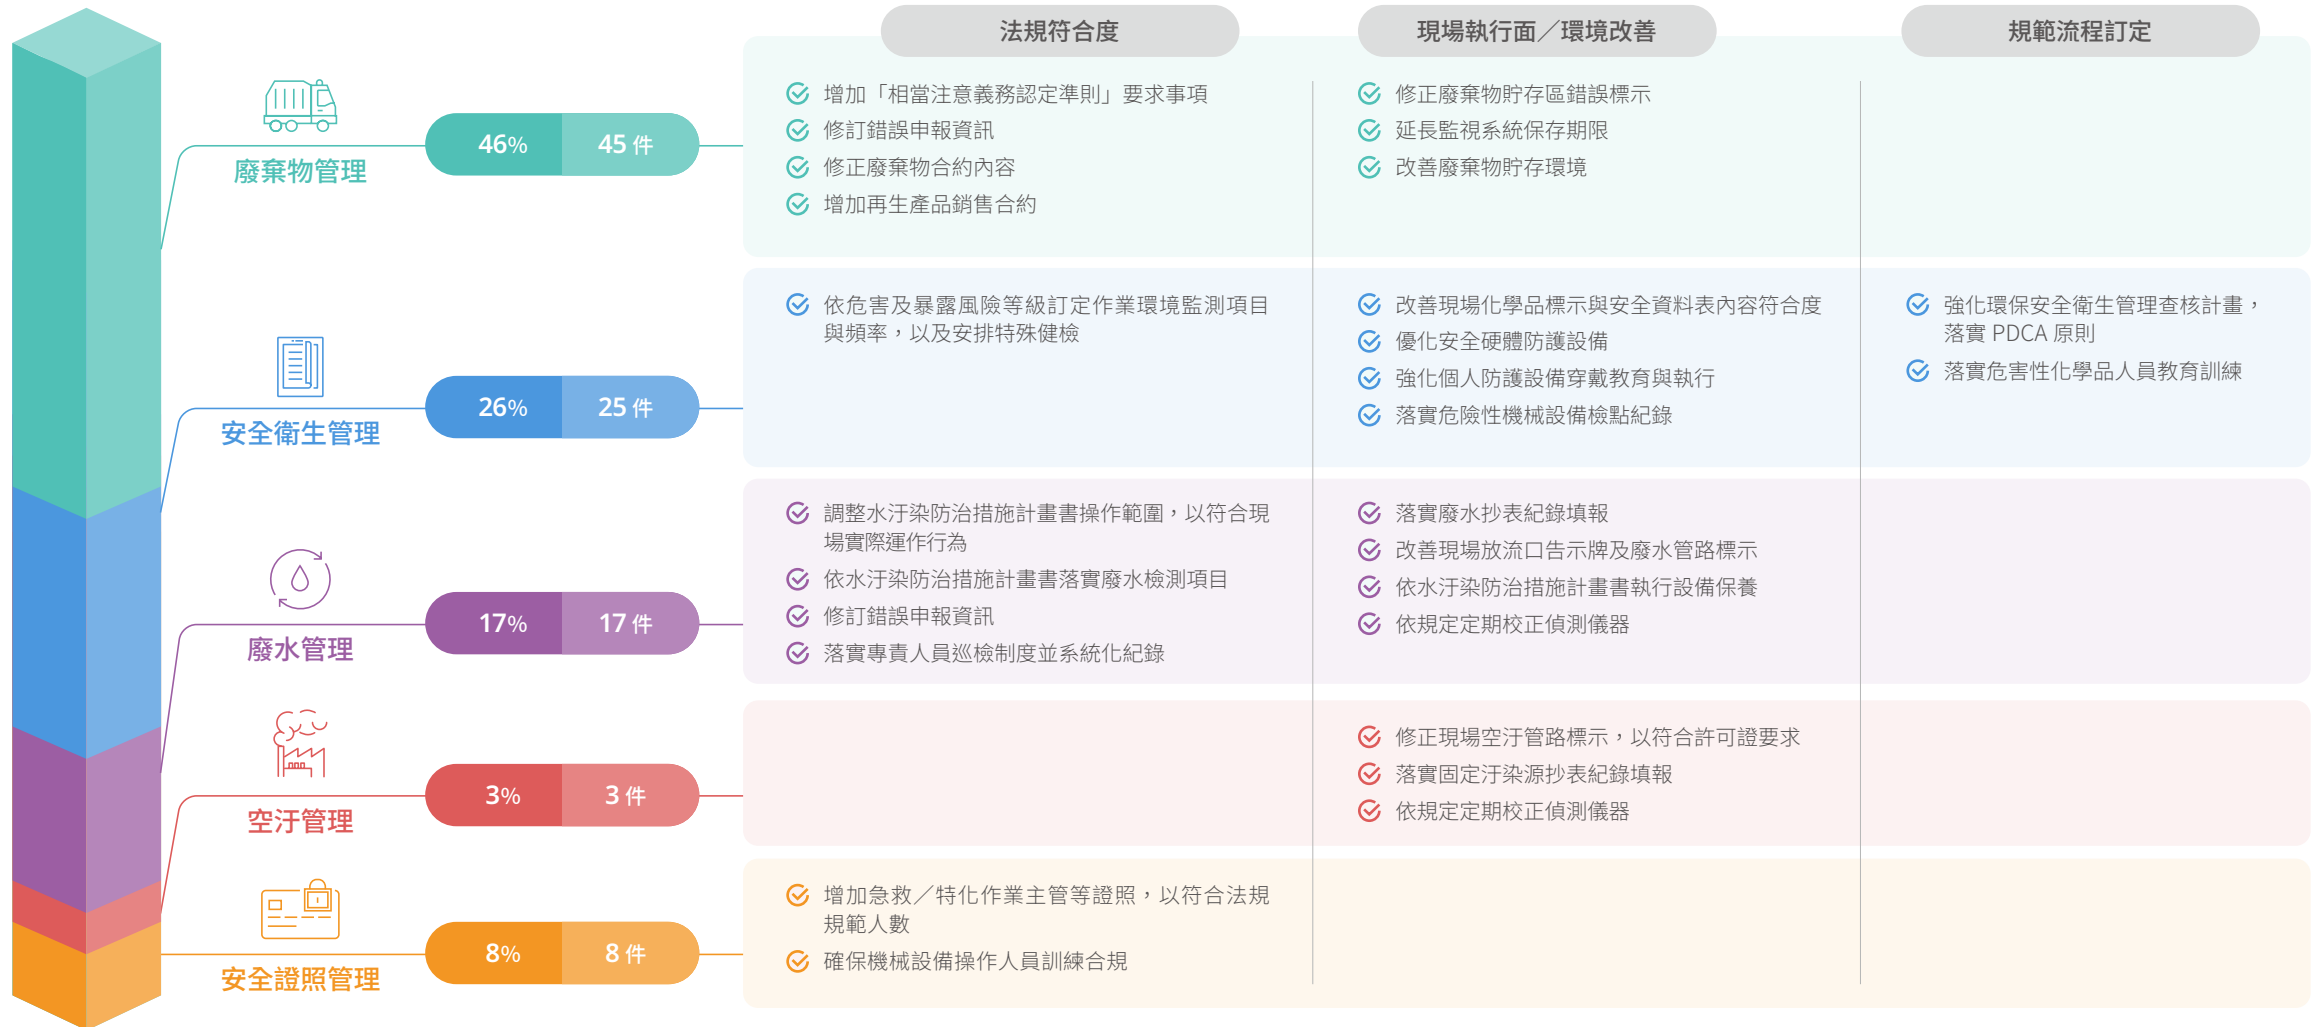 法規符合度
現場執行面／環境改善
規範流程訂定
廢棄物管理
46%
45 件
增加「相當注意義務認定準則」要求事項
修訂錯誤申報資訊
修正廢棄物合約內容
增加再生產品銷售合約
修正廢棄物貯存區錯誤標示
延長監視系統保存期限
改善廢棄物貯存環境
安全衛生管理
26%
25 件
依危害及暴露風險等級訂定作業環境監測項目
與頻率，以及安排特殊健檢
改善現場化學品標示與安全資料表內容符合度
優化安全硬體防護設備
強化個人防護設備穿戴教育與執行
落實危險性機械設備檢點紀錄
強化環保安全衛生管理查核計畫，
落實 PDCA 原則
落實危害性化學品人員教育訓練
廢水管理
17%
17 件
調整水汙染防治措施計畫書操作範圍，以符合現
場實際運作行為
依水汙染防治措施計畫書落實廢水檢測項目
修訂錯誤申報資訊
落實專責人員巡檢制度並系統化紀錄
落實廢水抄表紀錄填報
改善現場放流口告示牌及廢水管路標示
依水汙染防治措施計畫書執行設備保養
依規定定期校正偵測儀器
空汙管理
3%
3 件
修正現場空汙管路標示，以符合許可證要求
落實固定汙染源抄表紀錄填報
依規定定期校正偵測儀器
安全證照管理
8%
8 件
增加急救／特化作業主管等證照，以符合法規
規範人數
確保機械設備操作人員訓練合規